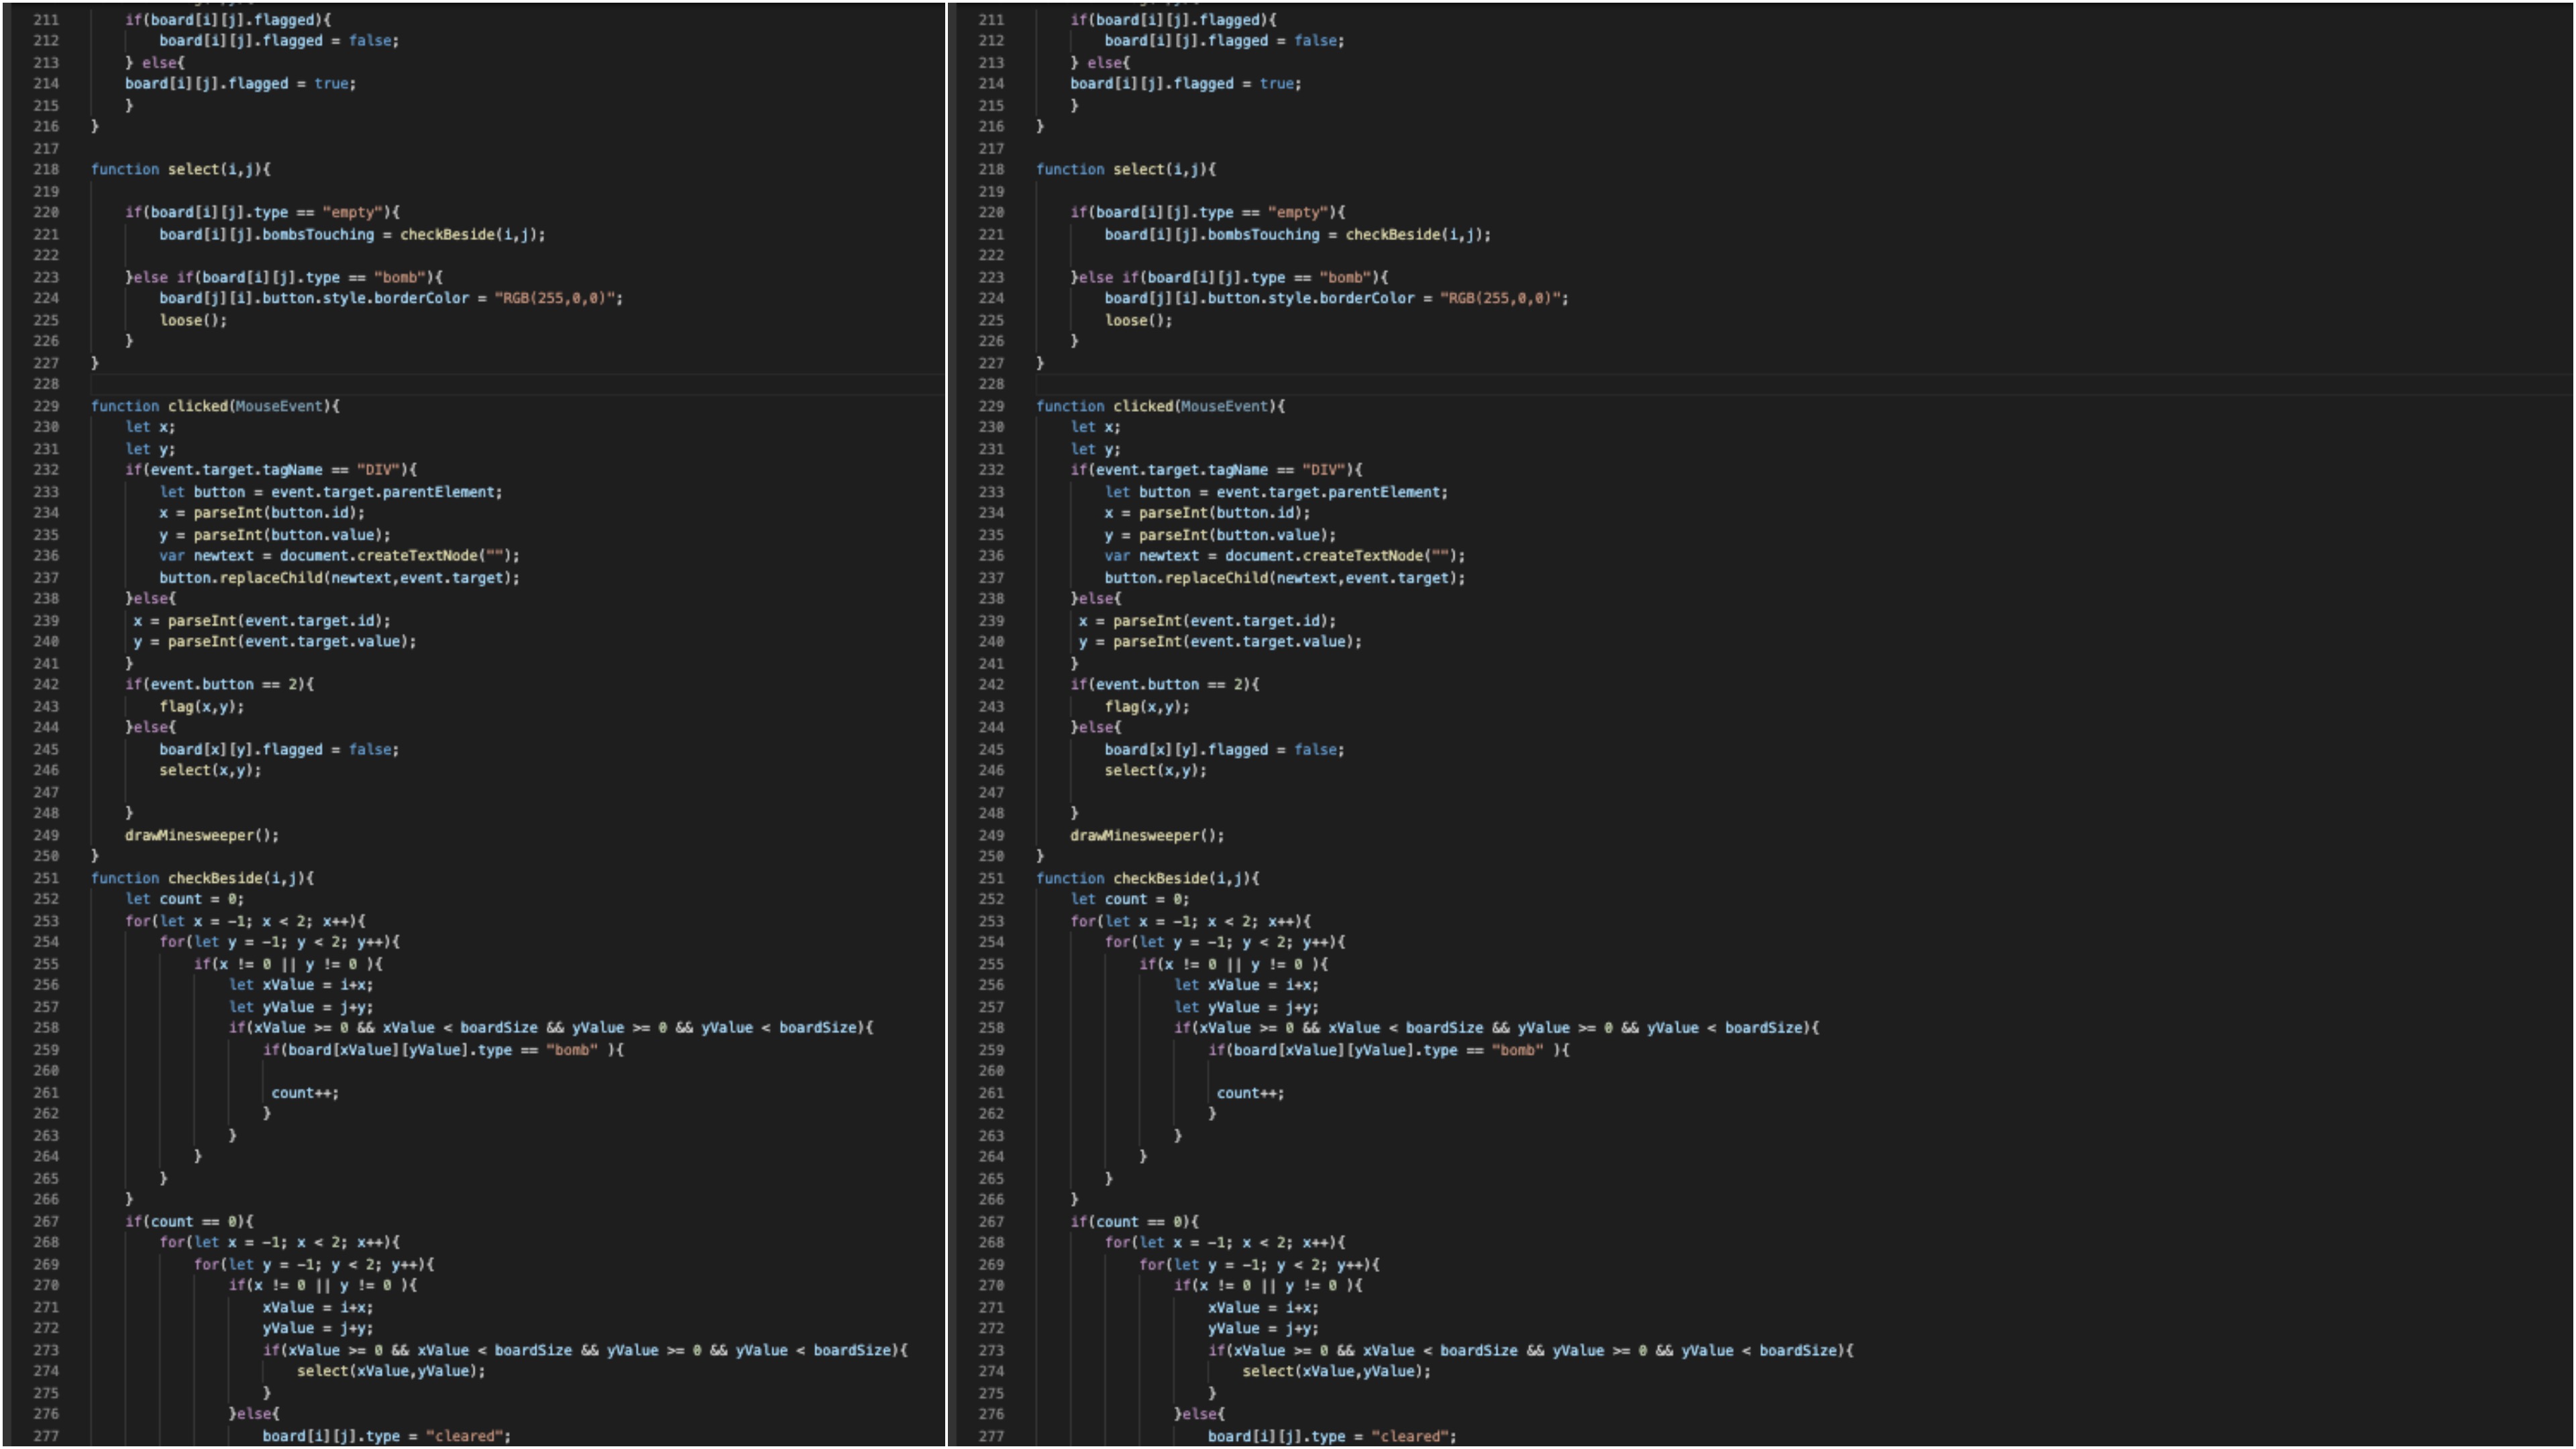 211 if(board[i][j].flagged){
212 board[i][j].flagged = false;
213 } else{
214 board[i][j].flagged = true;
215 }
216 }
217
218 function select(i,j){
219
220 if(board[i][j].type == "empty"){
221 board[i][j].bombsTouching = checkBeside(i,j);
222
223 }else if(board[i][j].type == "bomb"){
224 board[j][i].button.style.borderColor = "RGB(255,0,0)";
225 loose();
226 }
227 }
228
229 function clicked(MouseEvent){
230 let x;
231 let y;
232 if(event.target.tagName == "DIV"){
233 let button = event.target.parentElement;
234 x = parseInt(button.id);
235 y = parseInt(button.value);
236 var newtext = document.createTextNode("");
237 button.replaceChild(newtext,event.target);
238 }else{
239 x = parseInt(event.target.id);
240 y = parseInt(event.target.value);
241 }
242 if(event.button == 2){
243 flag(x,y);
244 }else{
245 board[x][y].flagged = false;
246 select(x,y);
247
248 }
249 drawMinesweeper();
250 }
251 function checkBeside(i,j){
252 let count = 0;
253 for(let x = -1; x < 2; x++){
254 for(let y = -1; y < 2; y++){
255 if(x != 0 || y != 0 ){
256 let xValue = i+x;
257 let yValue = j+y;
258 if(xValue >= 0 && xValue < boardSize && yValue >= 0 && yValue < boardSize){
259 if(board[xValue][yValue].type == "bomb" ){
260
261 count++;
262 }
263 }
264 }
265 }
266 }
267 if(count == 0){
268 for(let x = -1; x < 2; x++){
269 for(let y = -1; y < 2; y++){
270 if(x != 0 || y != 0 ){
271 xValue = i+x;
272 yValue = j+y;
273 if(xValue >= 0 && xValue < boardSize && yValue >= 0 && yValue < boardSize){
274 select(xValue,yValue);
275 }
276 }else{
277 board[i][j].type = "cleared";
211 if(board[i][j].flagged){
212 board[i][j].flagged = false;
213 } else{
214 board[i][j].flagged = true;
215 }
216 }
217
218 function select(i,j){
219
220 if(board[i][j].type == "empty"){
221 board[i][j].bombsTouching = checkBeside(i,j);
222
223 }else if(board[i][j].type == "bomb"){
224 board[j][i].button.style.borderColor = "RGB(255,0,0)";
225 loose();
226 }
227 }
228
229 function clicked(MouseEvent){
230 let x;
231 let y;
232 if(event.target.tagName == "DIV"){
233 let button = event.target.parentElement;
234 x = parseInt(button.id);
235 y = parseInt(button.value);
236 var newtext = document.createTextNode("");
237 button.replaceChild(newtext,event.target);
238 }else{
239 x = parseInt(event.target.id);
240 y = parseInt(event.target.value);
241 }
242 if(event.button == 2){
243 flag(x,y);
244 }else{
245 board[x][y].flagged = false;
246 select(x,y);
247
248 }
249 drawMinesweeper();
250 }
251 function checkBeside(i,j){
252 let count = 0;
253 for(let x = -1; x < 2; x++){
254 for(let y = -1; y < 2; y++){
255 if(x != 0 || y != 0 ){
256 let xValue = i+x;
257 let yValue = j+y;
258 if(xValue >= 0 && xValue < boardSize && yValue >= 0 && yValue < boardSize){
259 if(board[xValue][yValue].type == "bomb" ){
260
261 count++;
262 }
263 }
264 }
265 }
266 }
267 if(count == 0){
268 for(let x = -1; x < 2; x++){
269 for(let y = -1; y < 2; y++){
270 if(x != 0 || y != 0 ){
271 xValue = i+x;
272 yValue = j+y;
273 if(xValue >= 0 && xValue < boardSize && yValue >= 0 && yValue < boardSize){
274 select(xValue,yValue);
275 }
276 }else{
277 board[i][j].type = "cleared";